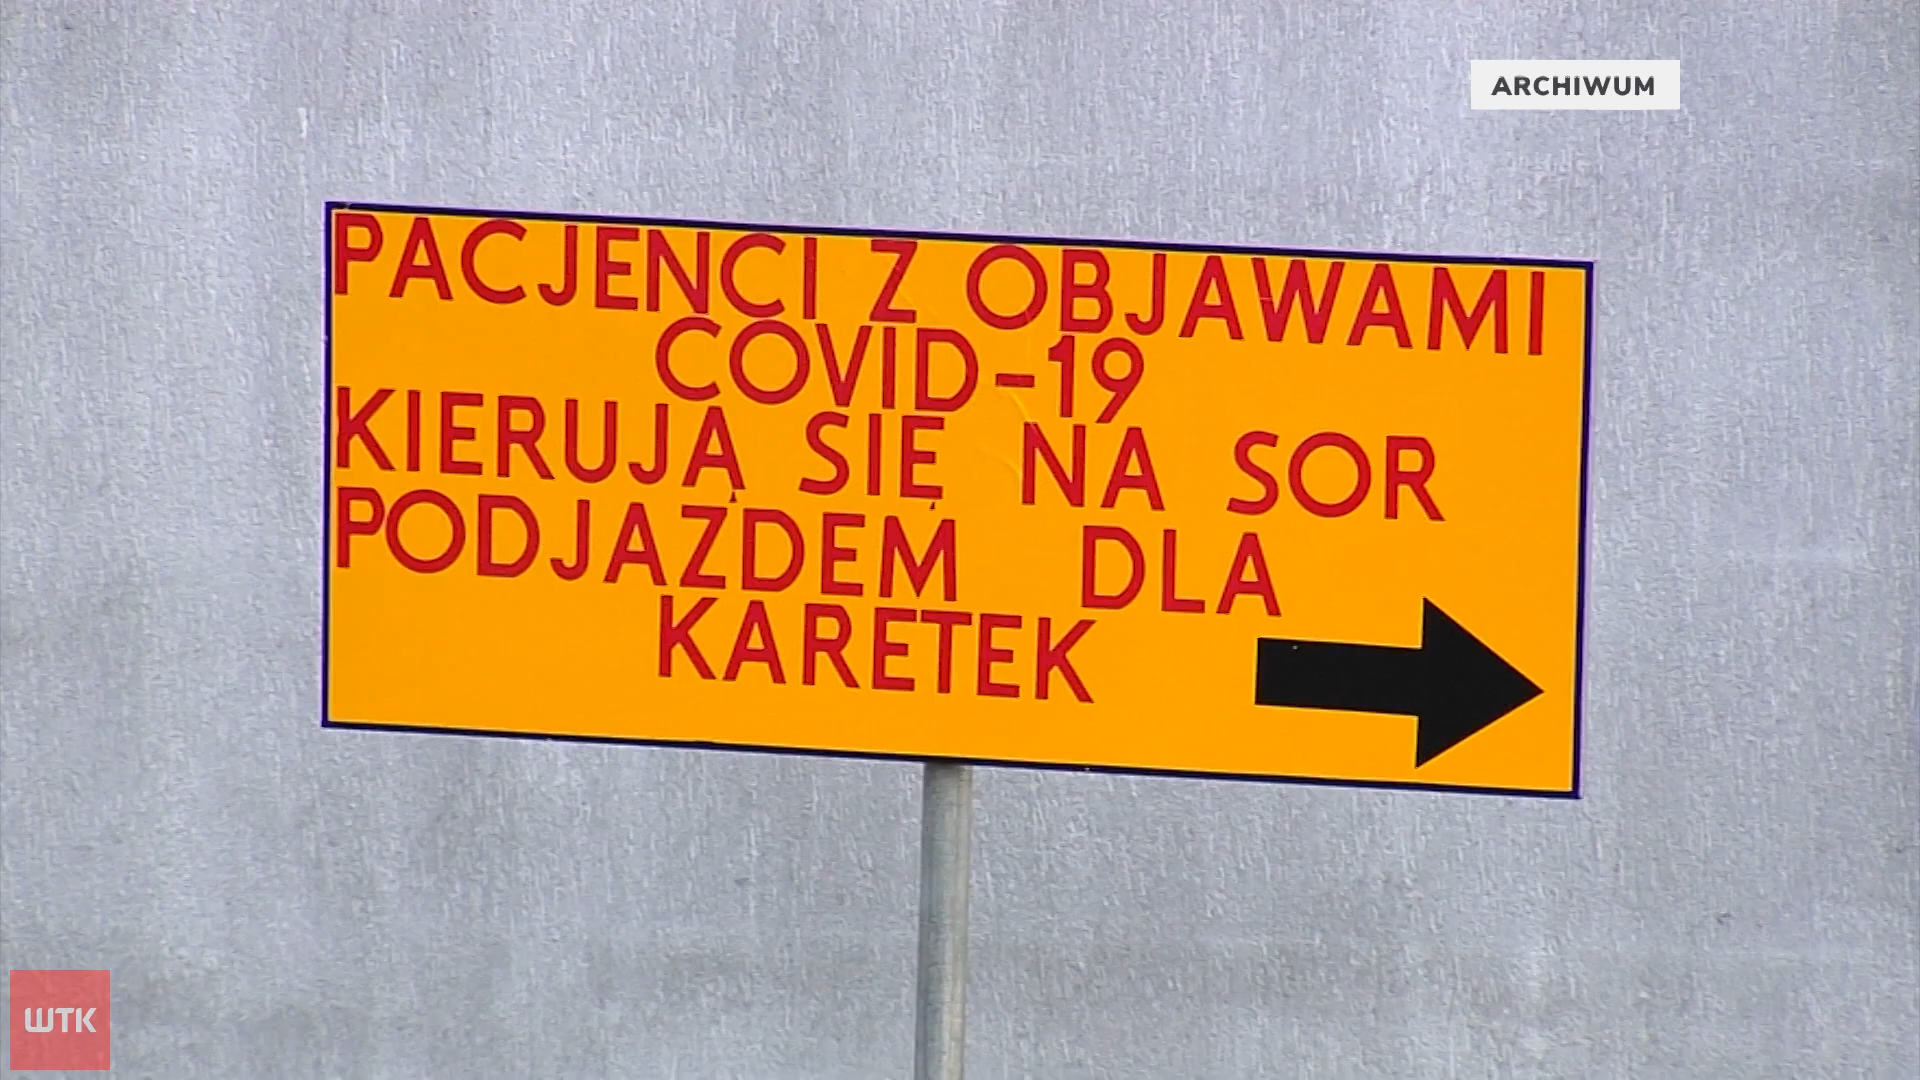 ARCHIWUM
PACJENCI Z OBJAWAMI
COVID-19
KIERUJĄ SIĘ NA SOR
PODJAZDEM DLA
KARETEK
WTK